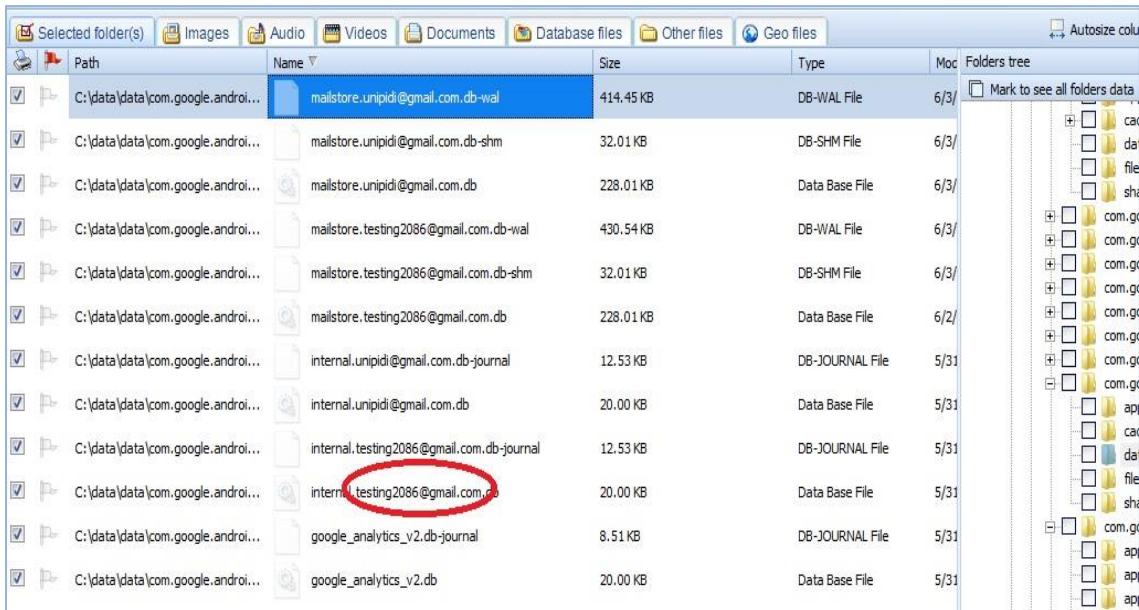 Selected folder(s) Images Audio Videos Documents Database files Other files Geo files Autosize colu
Path Name Size Type Mod Folders tree
Mark to see all folders data
C:\data\data\com.google.androi... mailstore.unipidi@gmail.com.db-wal 414.45 KB DB-WAL File 6/3/
C:\data\data\com.google.androi... mailstore.unipidi@gmail.com.db-shm 32.01 KB DB-SHM File 6/3/
C:\data\data\com.google.androi... mailstore.unipidi@gmail.com.db 228.01 KB Data Base File 6/3/
C:\data\data\com.google.androi... mailstore.testing2086@gmail.com.db-wal 430.54 KB DB-WAL File 6/3/
C:\data\data\com.google.androi... mailstore.testing2086@gmail.com.db-shm 32.01 KB DB-SHM File 6/3/
C:\data\data\com.google.androi... mailstore.testing2086@gmail.com.db 228.01 KB Data Base File 6/2/
C:\data\data\com.google.androi... internal.unipidi@gmail.com.db-journal 12.53 KB DB-JOURNAL File 5/31
C:\data\data\com.google.androi... internal.unipidi@gmail.com.db 20.00 KB Data Base File 5/31
C:\data\data\com.google.androi... internal.testing2086@gmail.com.db-journal 12.53 KB DB-JOURNAL File 5/31
C:\data\data\com.google.androi... internal.testing2086@gmail.com.db 20.00 KB Data Base File 5/31
C:\data\data\com.google.androi... google_analytics_v2.db-journal 8.51 KB DB-JOURNAL File 5/31
C:\data\data\com.google.androi... google_analytics_v2.db 20.00 KB Data Base File 5/31
cac
dat
file
sha
com.go
com.go
com.go
com.go
com.go
com.go
com.go
com.go
app
cac
dat
file
sha
com.go
app
app
app